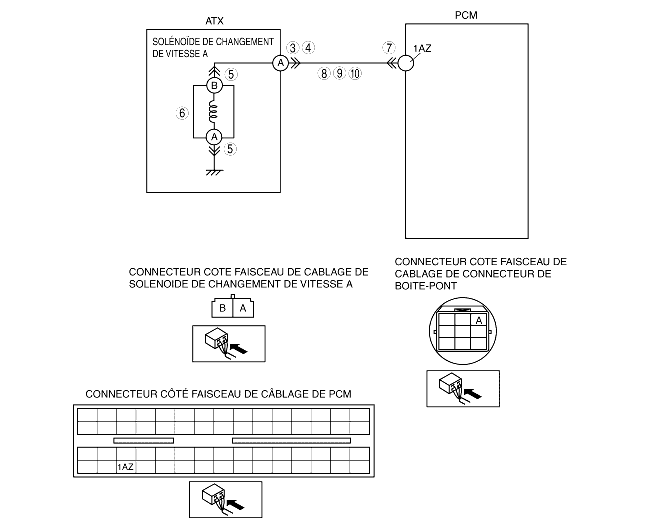 ATX
PCM
SOLÉNOÏDE DE CHANGEMENT
DE VITESSE A
A
3 4
7
1AZ
5
B
8 9 10
6
A
5
CONNECTEUR COTE FAISCEAU DE CABLAGE DE
SOLENOIDE DE CHANGEMENT DE VITESSE A
B A
CONNECTEUR COTE FAISCEAU DE
CABLAGE DE CONNECTEUR DE
BOITE-PONT
A
CONNECTEUR CÔTÉ FAISCEAU DE CÂBLAGE DE PCM
1AZ